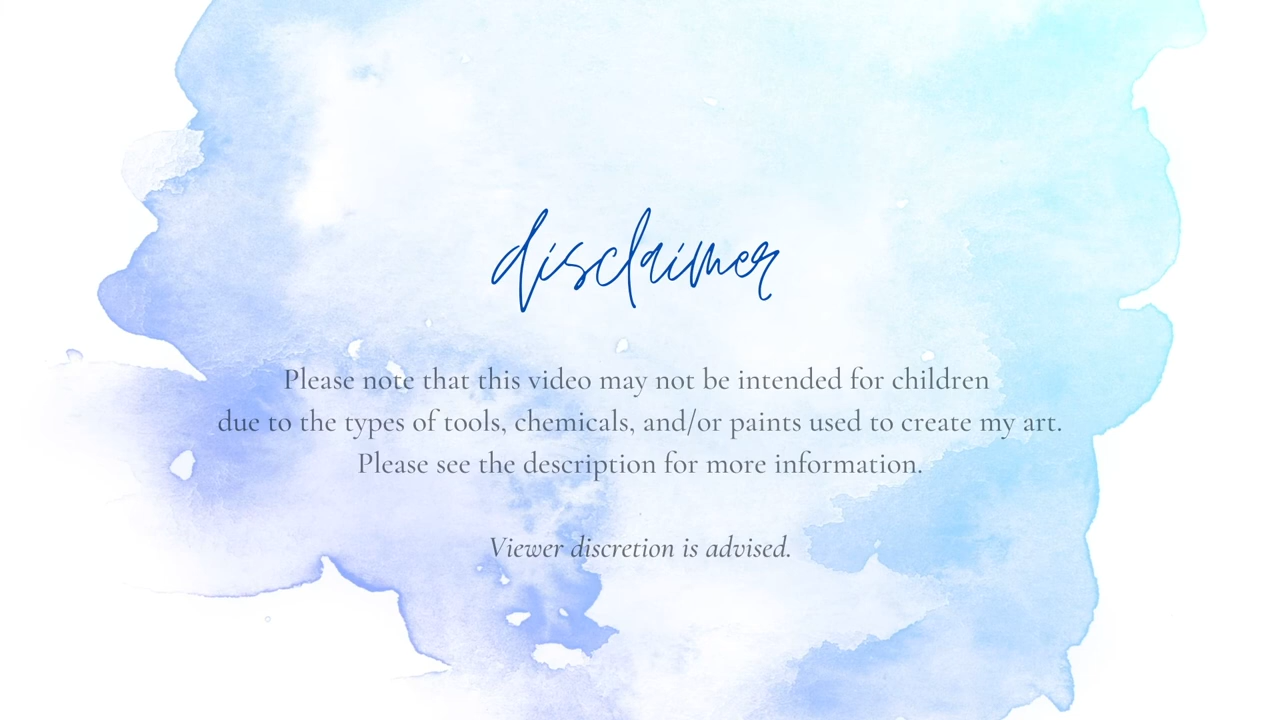 disclaimer
Please note that this video may not be intended for children
due to the types of tools, chemicals, and/or paints used to create my art.
Please see the description for more information.
Viewer discretion is advised.